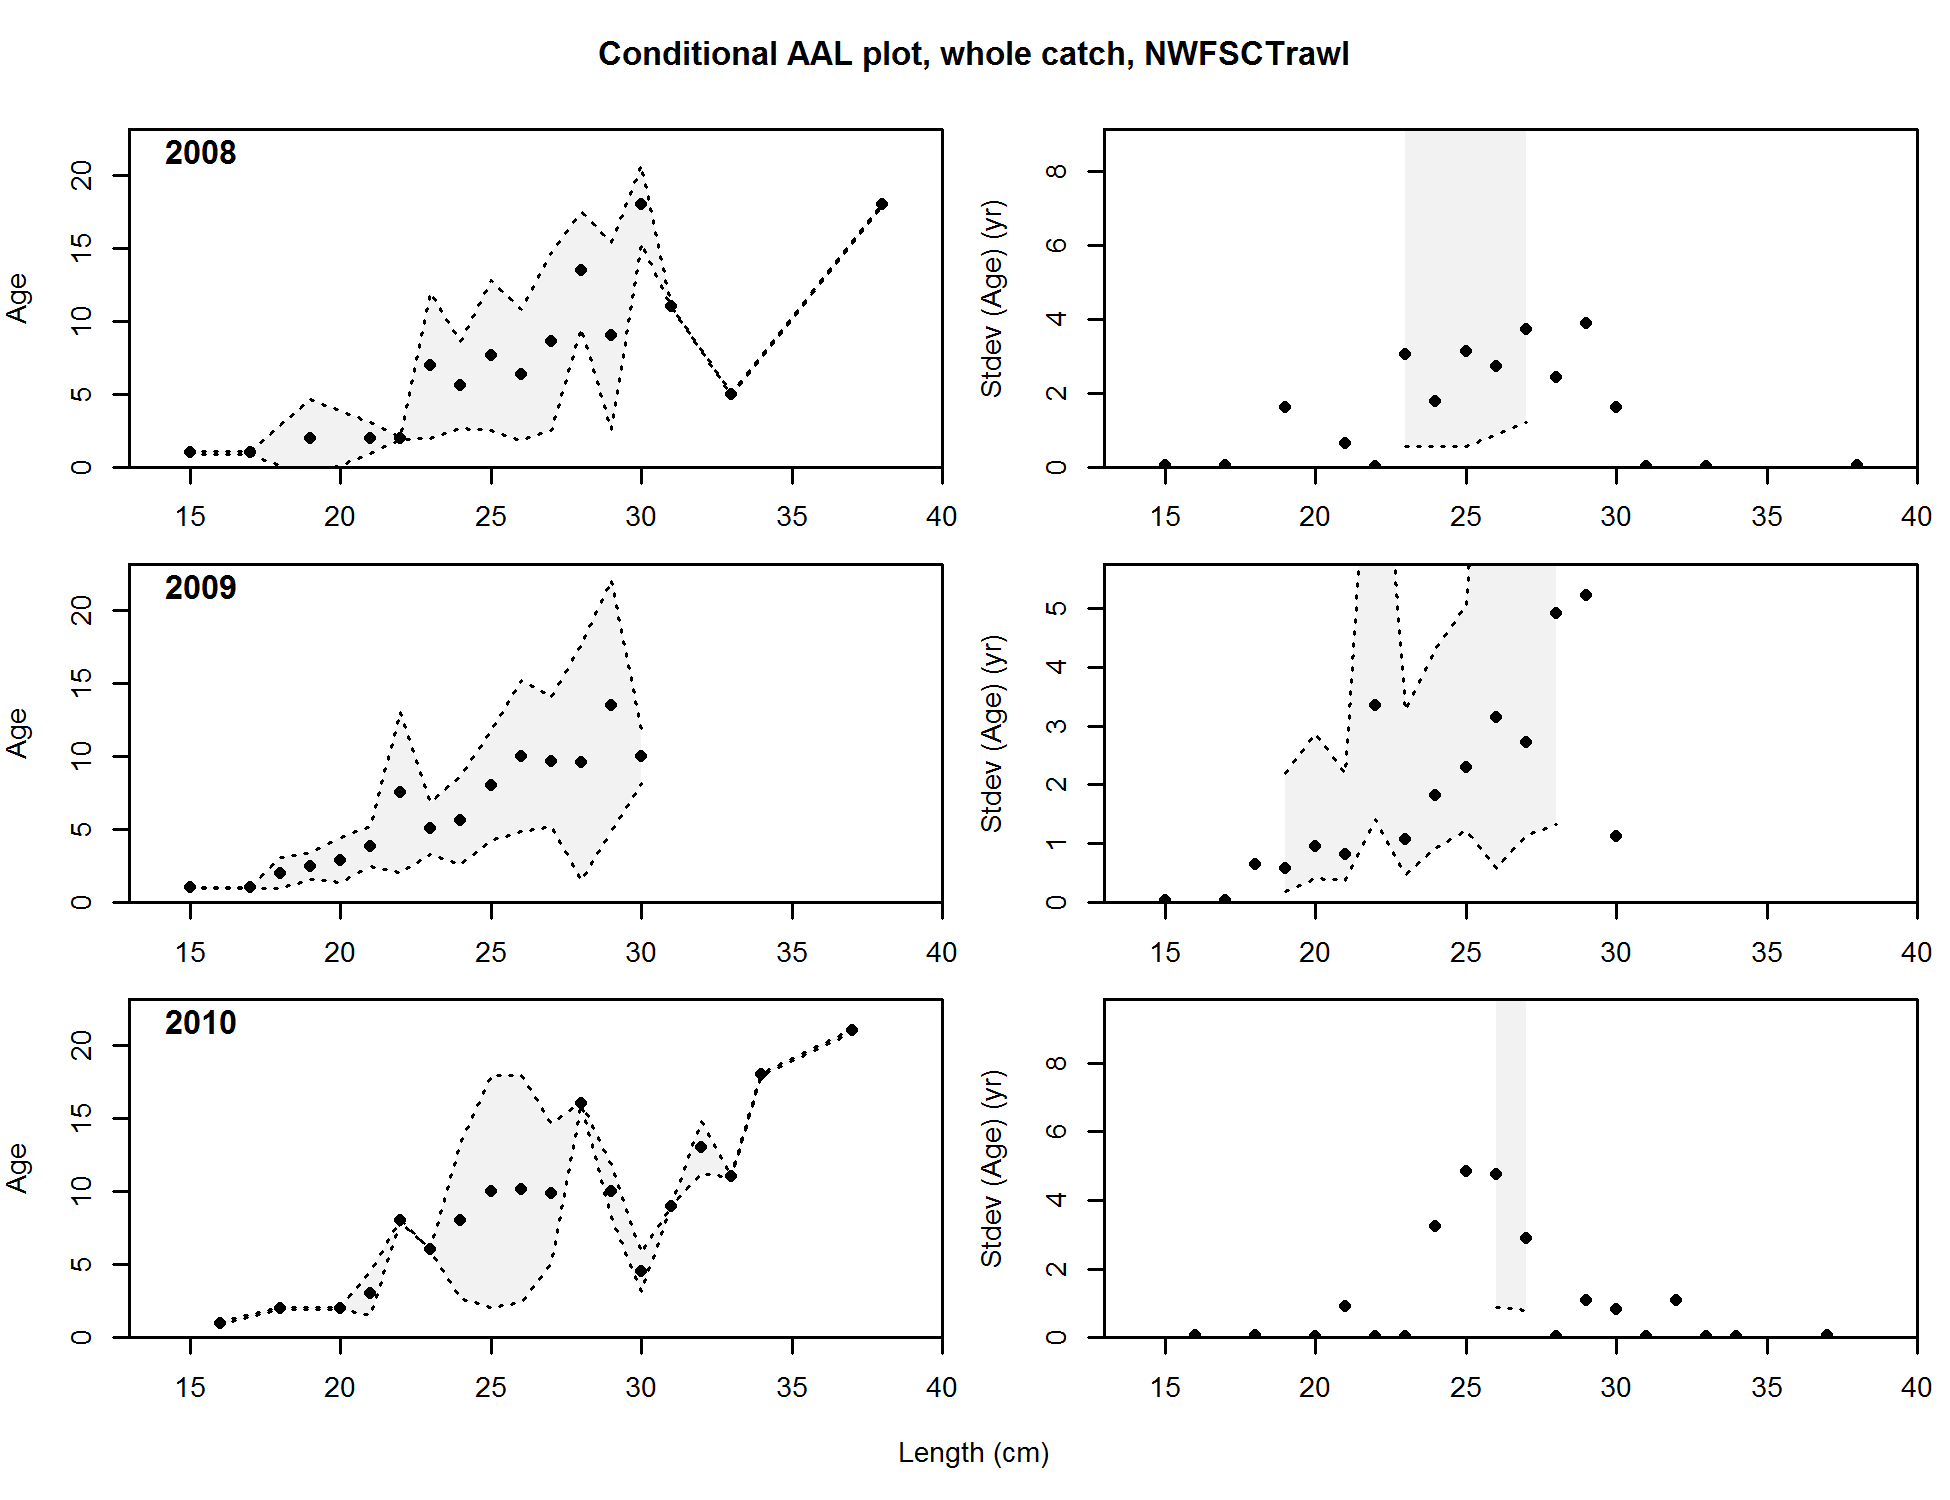 Conditional AAL plot, whole catch, NWFSCTrawl
2008
Age
0 5 10 15 20
15 20 25 30 35 40
Stdev (Age) (yr)
0 2 4 6 8
15 20 25 30 35 40
2009
Age
0 5 10 15 20
15 20 25 30 35 40
Stdev (Age) (yr)
0 1 2 3 4 5
15 20 25 30 35 40
2010
Age
0 5 10 15 20
15 20 25 30 35 40
Stdev (Age) (yr)
0 2 4 6 8
15 20 25 30 35 40
Length (cm)